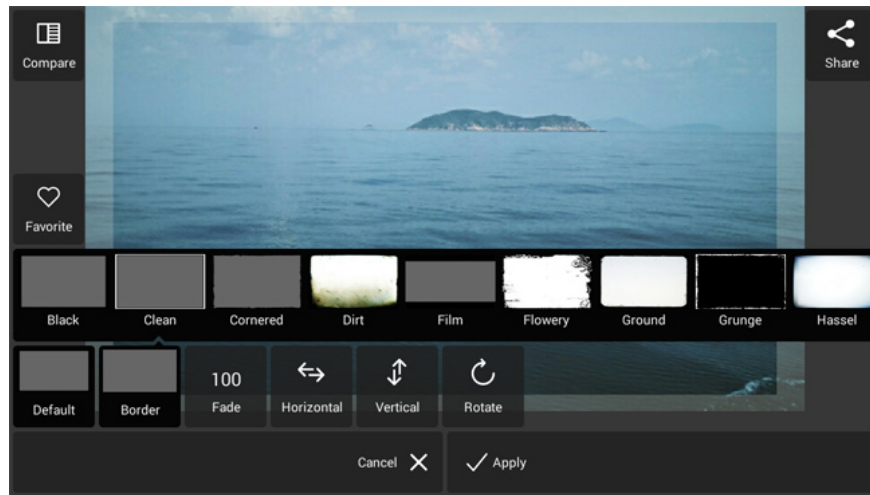 Compare
Share
Favorite
Black
Clean
Cornered
Dirt
Film
Flowery
Ground
Grunge
Hassel
Default
Border
100
Fade
Horizontal
Vertical
Rotate
Cancel
Apply